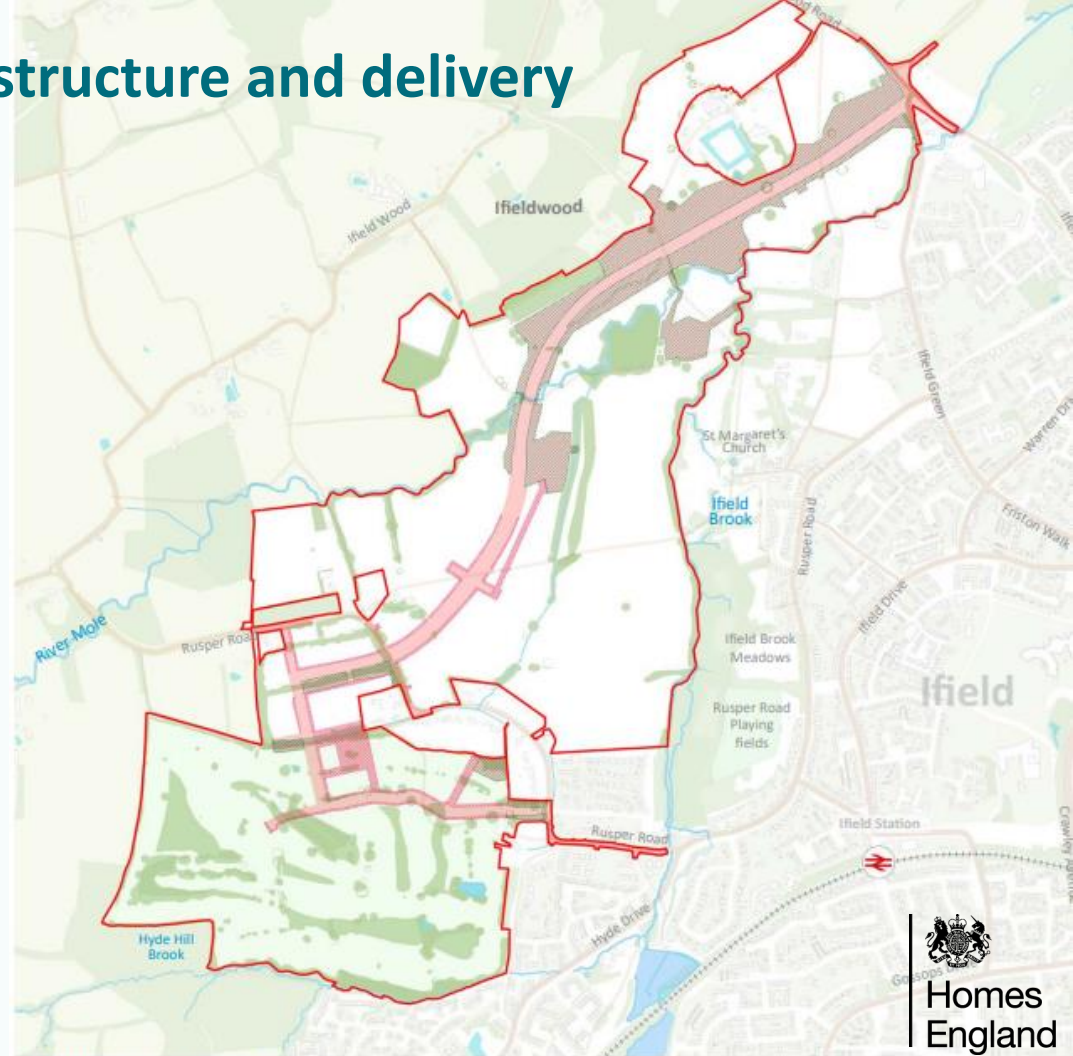 structure and delivery
Ifieldwood
Ifield Wood
Ifield Green
Warren
St Margaret's
Church
Ifield
Brook
Rusper Road
Friston Walk
Ifield Drive
River Mole
Rusper
Ifield Brook
Meadows
Ifield
Rusper Road
Playing
fields
Rusper Road
Ifield Station
Crawley
Hyde Drive
Hyde Hill
Brook
Homes
England